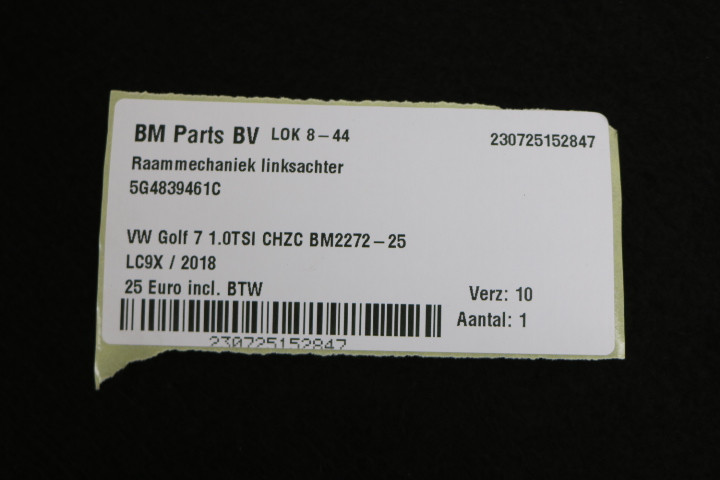 BM Parts BV LOK 8-44 230725152847
Raammechaniek linksachter
5G4839461C
VW Golf 7 1.0TSI CHZC BM2272-25
LC9X / 2018
25 Euro incl. BTW Verz: 10
Aantal: 1
230725152847